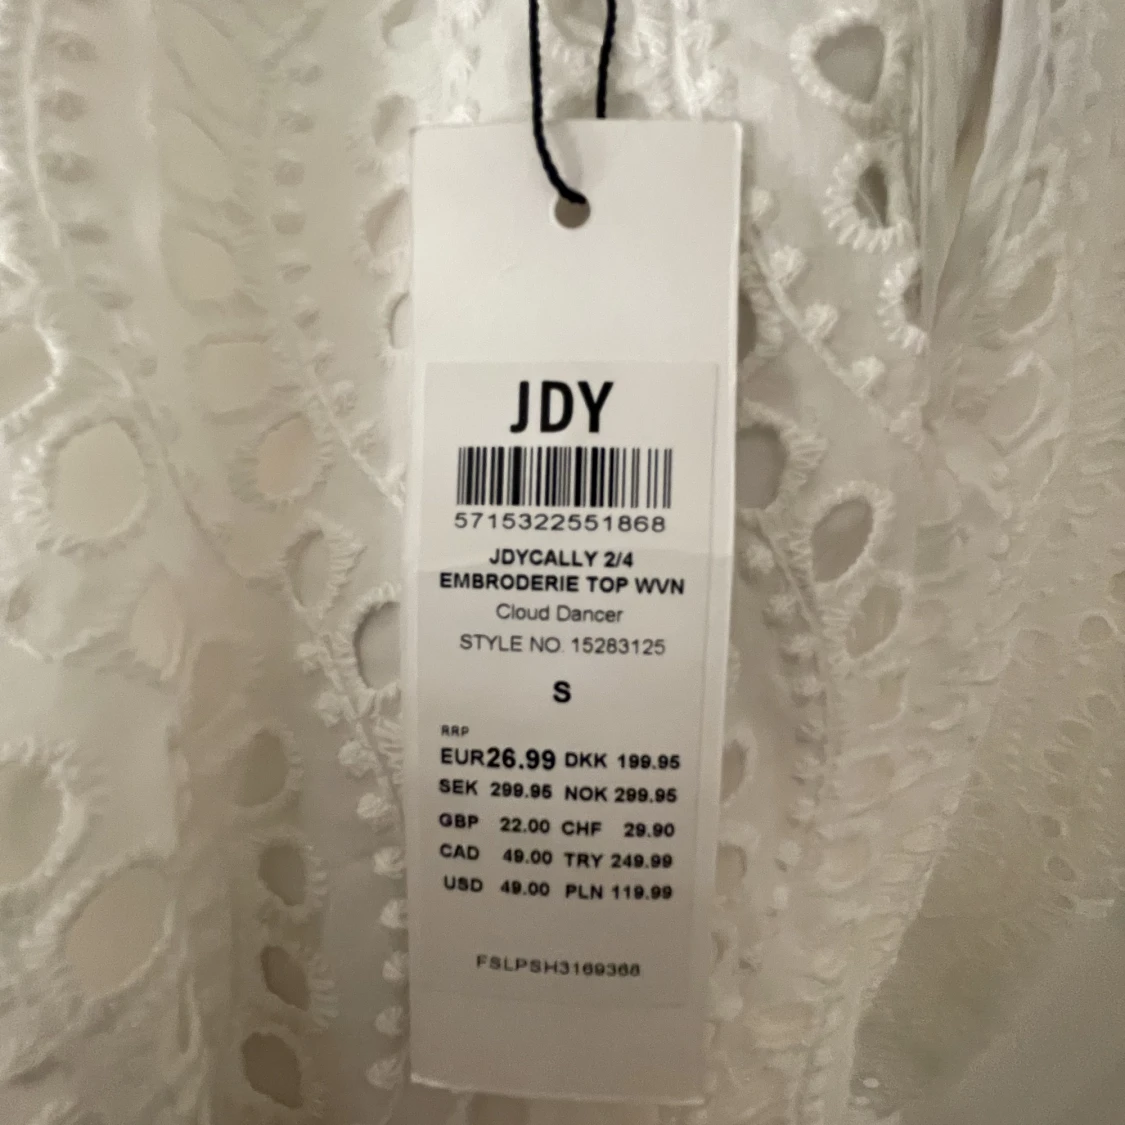 JDY
5715322551868
JDYCALLY 2/4
EMBRODERIE TOP WVN
Cloud Dancer
STYLE NO. 15283125
S
RRP
EUR26.99 DKK 199.95
SEK 299.95 NOK 299.95
GBP 22.00 CHF 29.90
CAD 49.00 TRY 249.99
USD 49.00 PLN 119.99
FSLPSH3169368